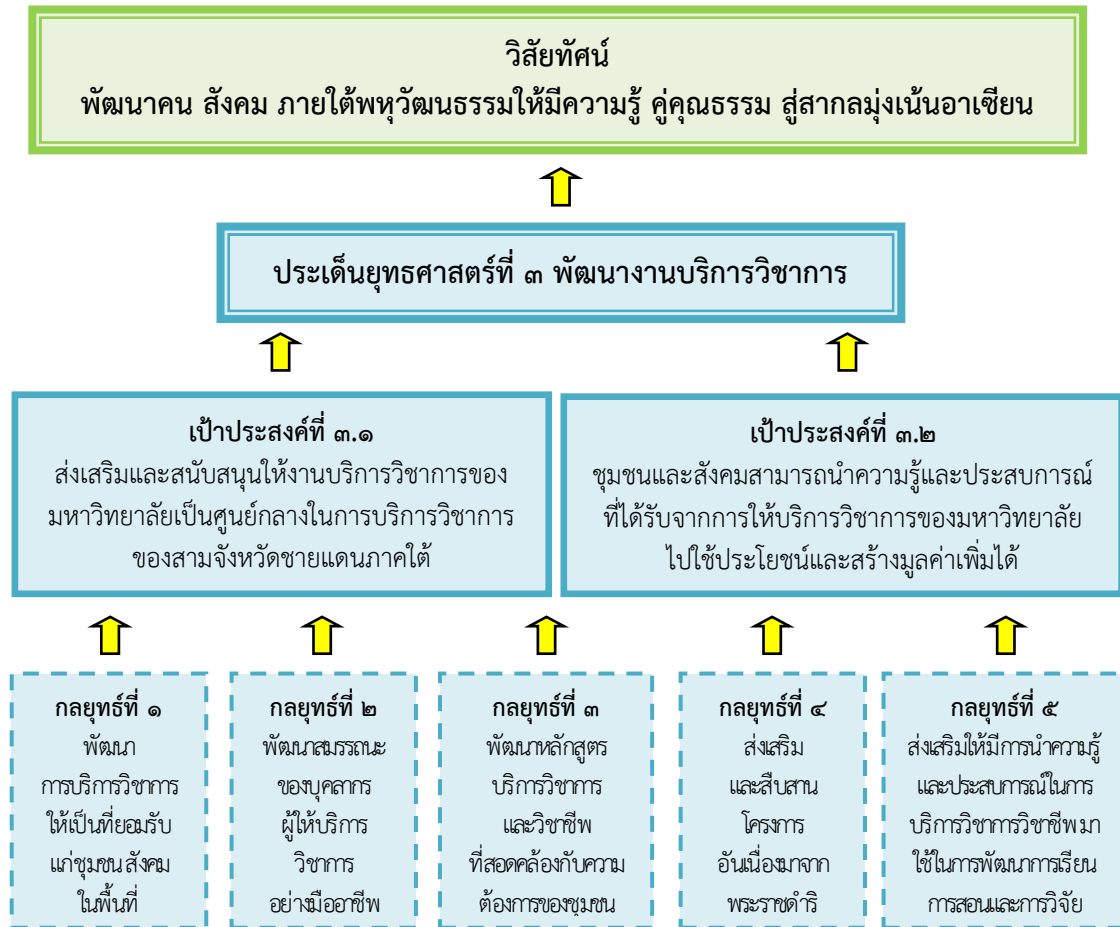 วิสัยทัศน์
พัฒนาคน สังคม ภายใต้พหุวัฒนธรรมให้มีความรู้ คู่คุณธรรม สู่สากลมุ่งเน้นอาเซียน
ประเด็นยุทธศาสตร์ที่ ๓ พัฒนางานบริการวิชาการ
เป้าประสงค์ที่ ๓.๑
ส่งเสริมและสนับสนุนให้งานบริการวิชาการของ
มหาวิทยาลัยเป็นศูนย์กลางในการบริการวิชาการ
ของสามจังหวัดชายแดนภาคใต้
เป้าประสงค์ที่ ๓.๒
ชุมชนและสังคมสามารถนำความรู้และประสบการณ์
ที่ได้รับจากการให้บริการวิชาการของมหาวิทยาลัย
ไปใช้ประโยชน์และสร้างมูลค่าเพิ่มได้
กลยุทธ์ที่ ๑
พัฒนา
การบริการวิชาการ
ให้เป็นที่ยอมรับ
แก่ชุมชน สังคม
ในพื้นที่
กลยุทธ์ที่ ๒
พัฒนาสมรรถนะ
ของบุคลากร
ผู้ให้บริการ
วิชาการ
อย่างมืออาชีพ
กลยุทธ์ที่ ๓
พัฒนาหลักสูตร
บริการวิชาการ
และวิชาชีพ
ที่สอดคล้องกับความ
ต้องการของชุมชน
กลยุทธ์ที่ ๔
ส่งเสริม
และสืบสาน
โครงการ
อันเนื่องมาจาก
พระราชดำริ
กลยุทธ์ที่ ๕
ส่งเสริมให้มีการนำความรู้
และประสบการณ์ในการ
บริการวิชาการวิชาชีพมา
ใช้ในการพัฒนาการเรียน
การสอนและการวิจัย